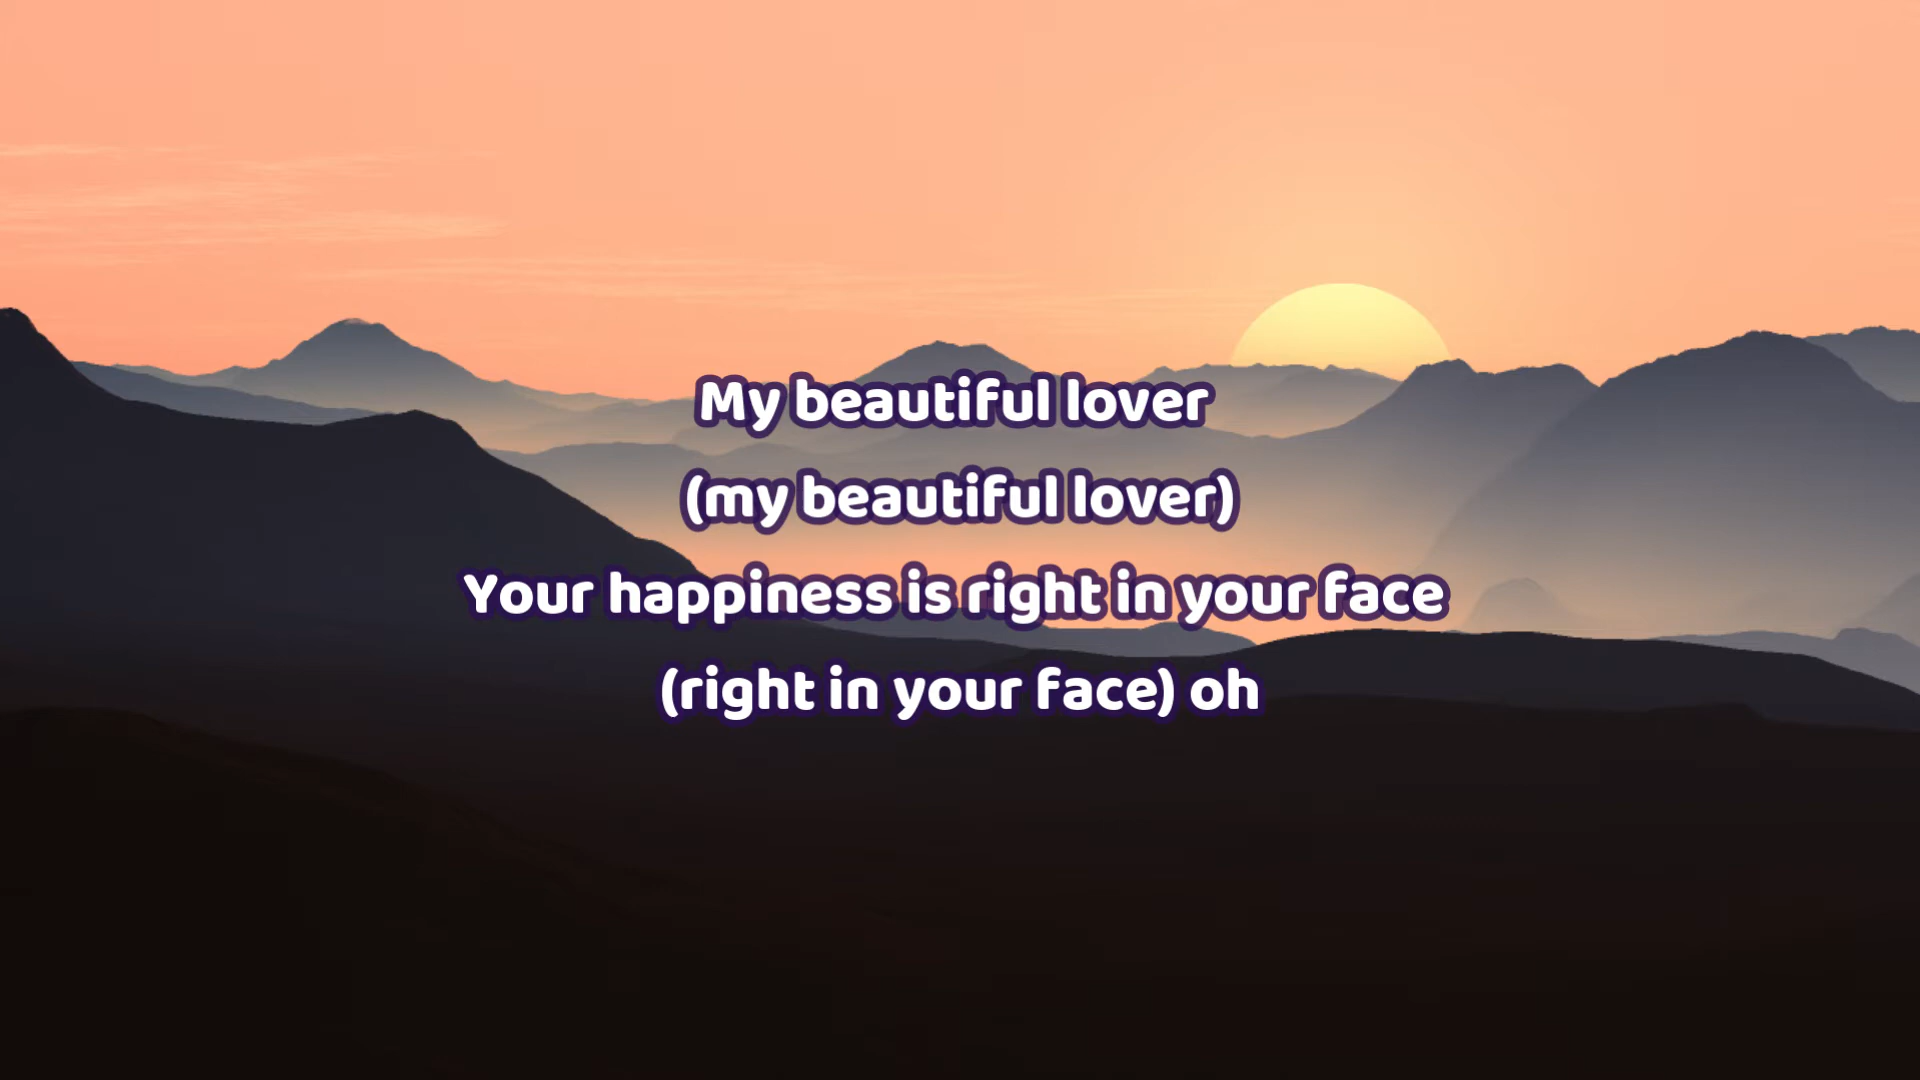 My beautiful lover
(my beautiful lover)
Your happiness is right in your face
(right in your face) oh